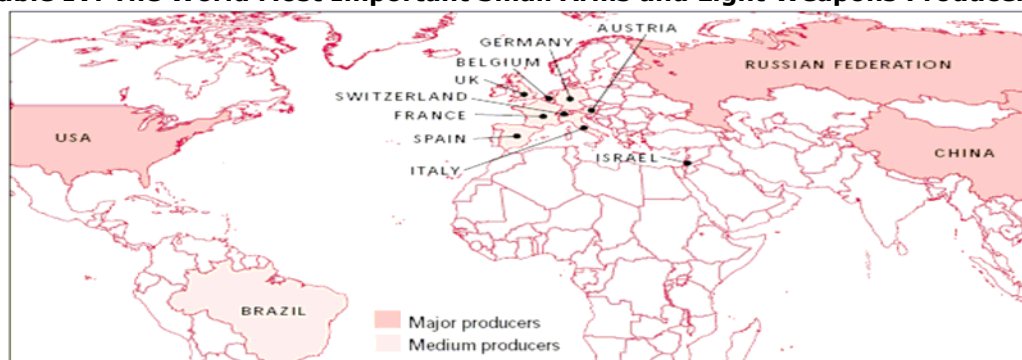 The World Most Important Small Arms and Light Weapons
AUSTRIA
GERMANY
BELGIUM
UK
SWITZERLAND
FRANCE
SPAIN
ITALY
ISRAEL
RUSSIAN FEDERATION
CHINA
USA
BRAZIL
Major producers
Medium producers